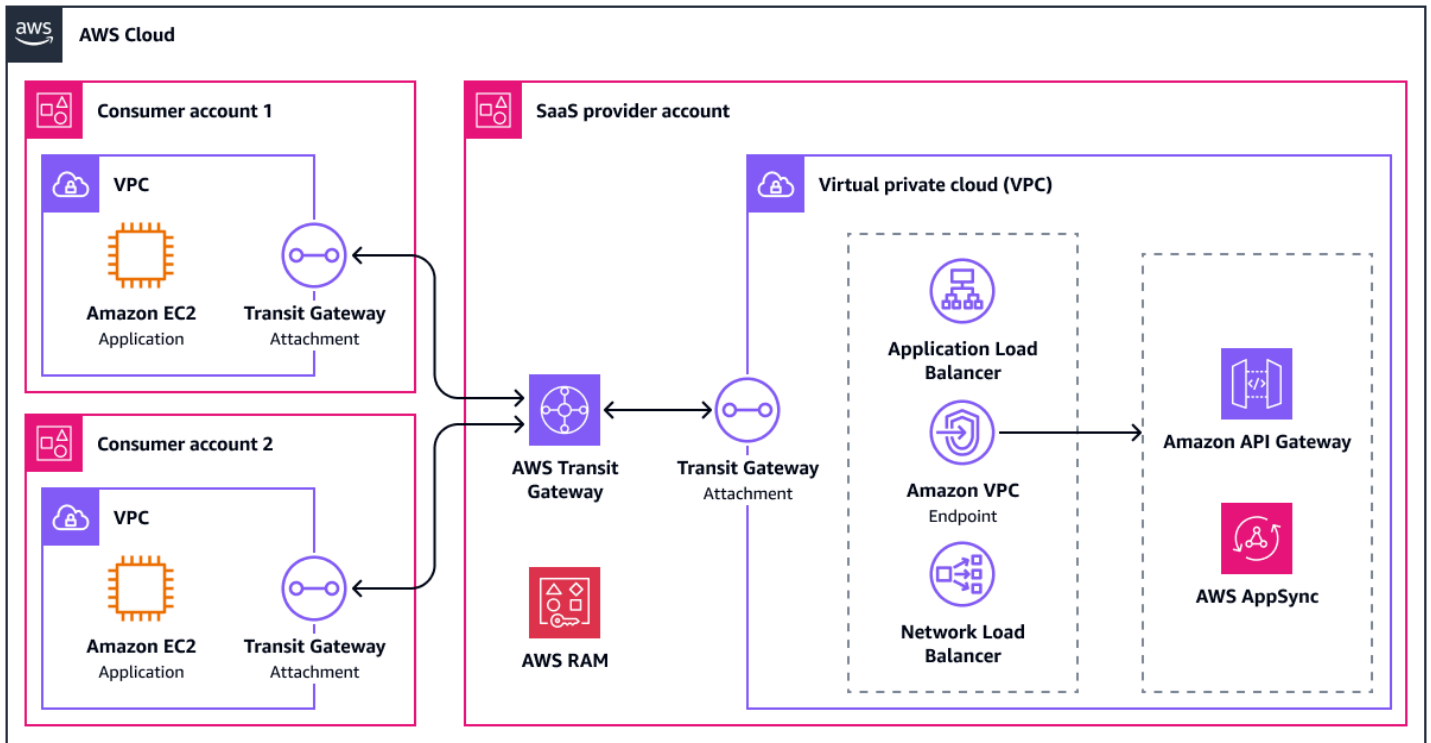 aws
AWS Cloud
Consumer account 1
VPC
Amazon EC2
Application
Transit Gateway
Attachment
Consumer account 2
VPC
Amazon EC2
Application
Transit Gateway
Attachment
SaaS provider account
AWS Transit
Gateway
AWS RAM
Transit Gateway
Attachment
Virtual private cloud (VPC)
Application Load
Balancer
Amazon VPC
Endpoint
Network Load
Balancer
</>
Amazon API Gateway
AWS AppSync